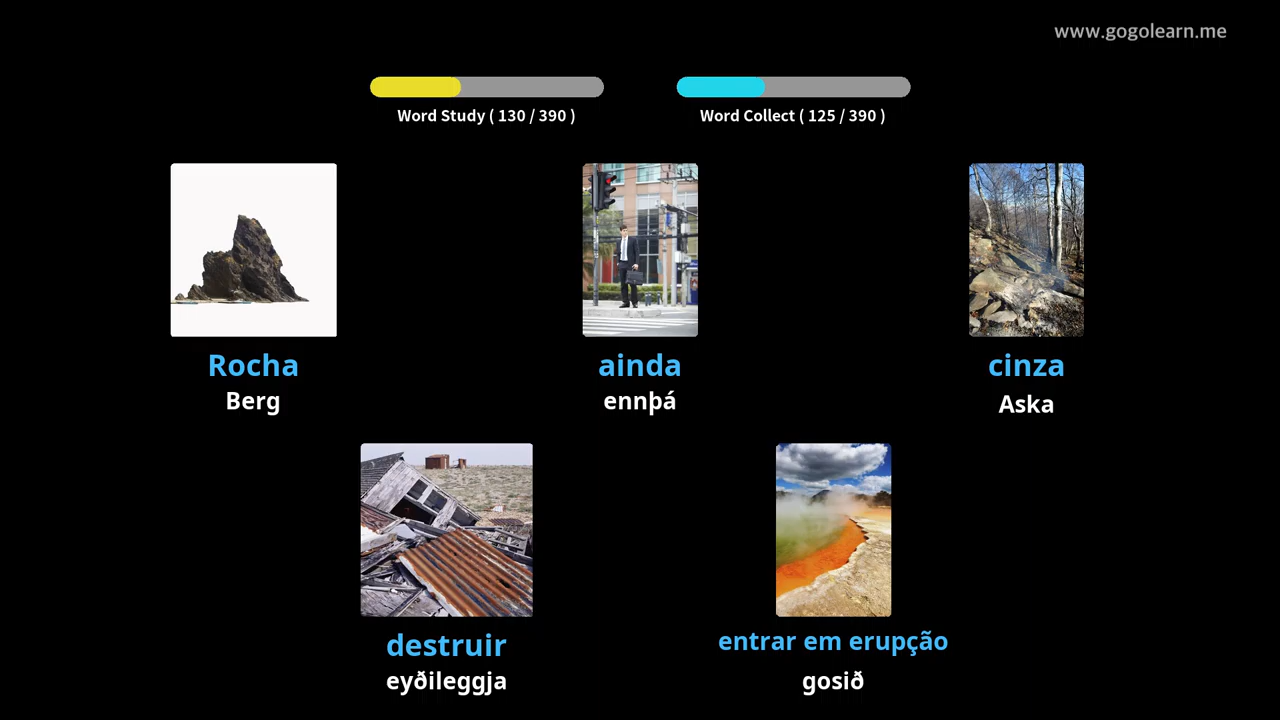 www.gogolearn.me
Word Study ( 130 / 390 )
Word Collect ( 125 / 390 )
Rocha
Berg
ainda
ennþá
cinza
Aska
destruir
eyðileggja
entrar em erupção
gosið